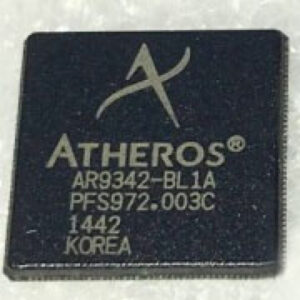 ATHEROS®
AR9342-BL1A
PFS972.003C
1442
KOREA